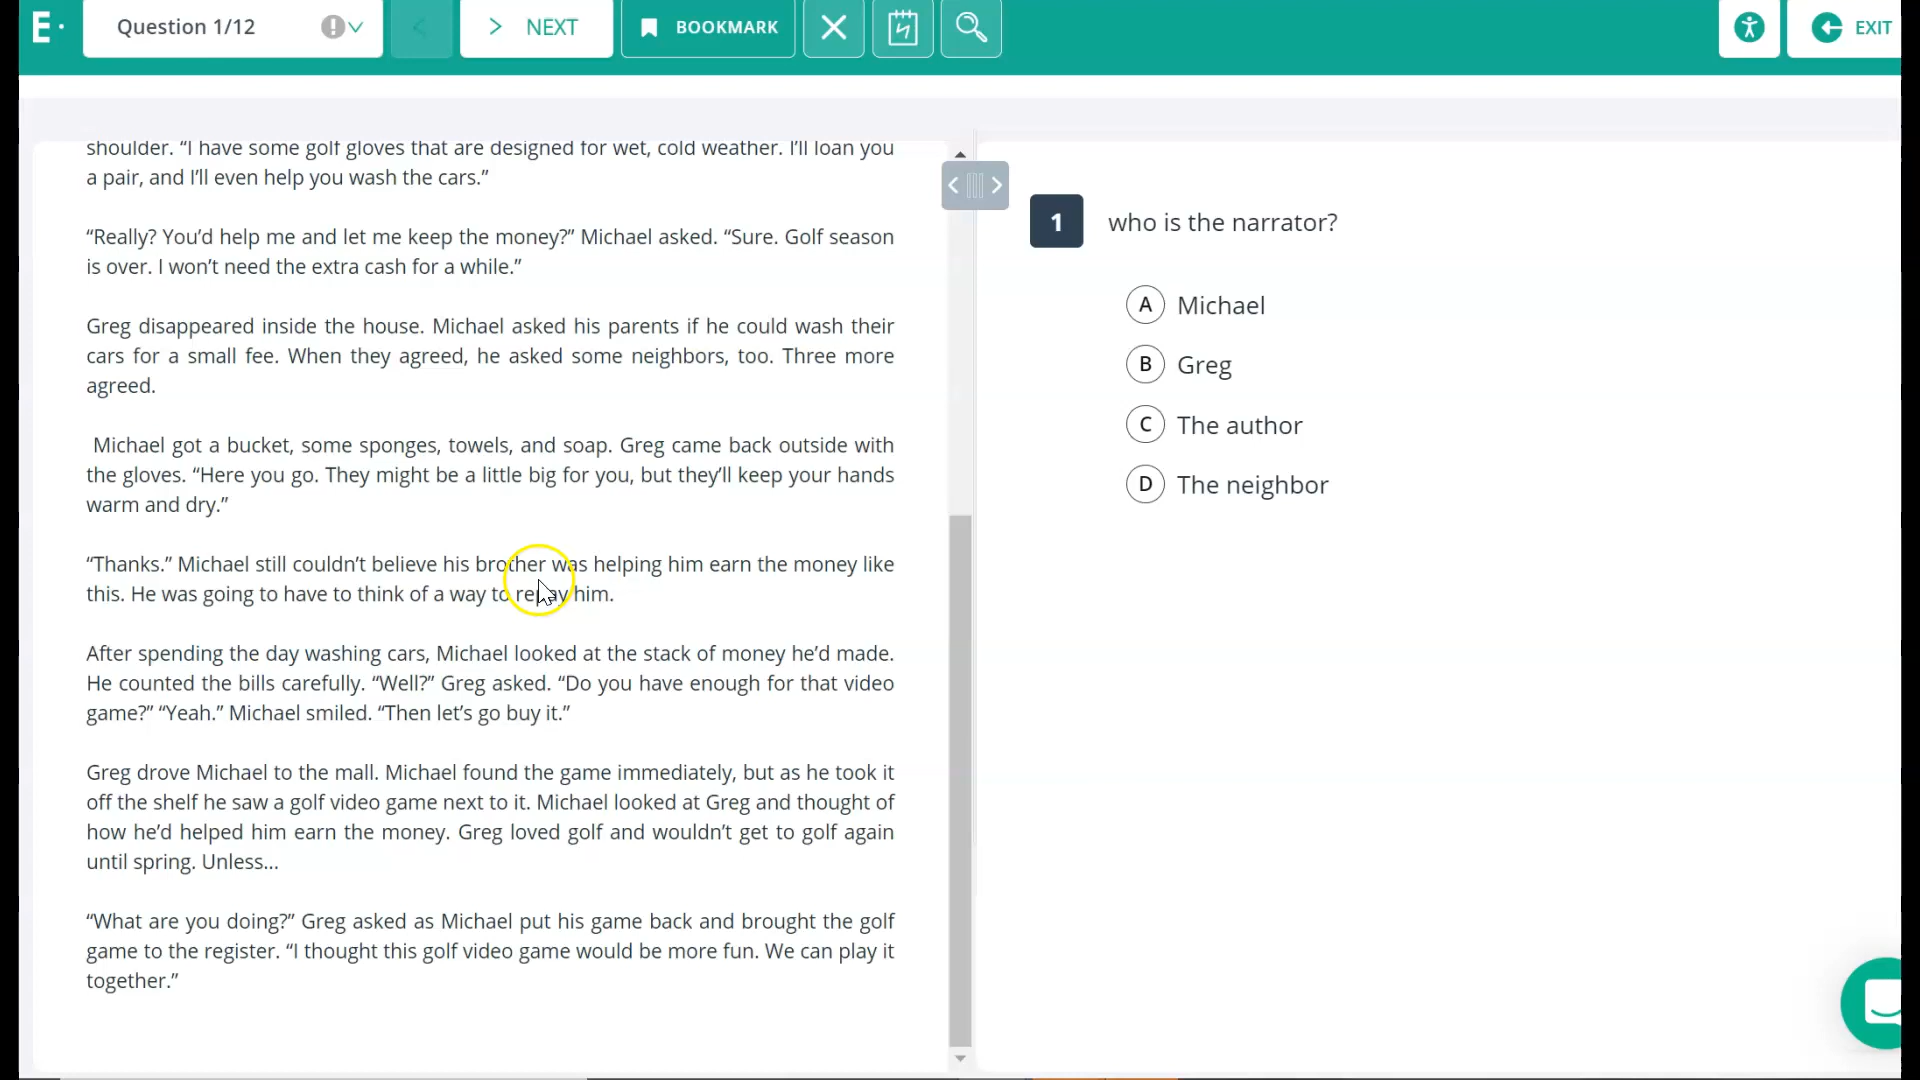 E·
Question 1/12
NEXT
BOOKMARK
EXIT
shoulder. “I have some golf gloves that are designed for wet, cold weather. I’ll loan you
a pair, and I’ll even help you wash the cars.”
“Really? You’d help me and let me keep the money?” Michael asked. “Sure. Golf season
is over. I won’t need the extra cash for a while.”
Greg disappeared inside the house. Michael asked his parents if he could wash their
cars for a small fee. When they agreed, he asked some neighbors, too. Three more
agreed.
Michael got a bucket, some sponges, towels, and soap. Greg came back outside with
the gloves. “Here you go. They might be a little big for you, but they’ll keep your hands
warm and dry.”
“Thanks.” Michael still couldn’t believe his brother was helping him earn the money like
this. He was going to have to think of a way to repay him.
After spending the day washing cars, Michael looked at the stack of money he’d made.
He counted the bills carefully. “Well?” Greg asked. “Do you have enough for that video
game?” “Yeah.” Michael smiled. “Then let’s go buy it.”
Greg drove Michael to the mall. Michael found the game immediately, but as he took it
off the shelf he saw a golf video game next to it. Michael looked at Greg and thought of
how he’d helped him earn the money. Greg loved golf and wouldn’t get to golf again
until spring. Unless...
“What are you doing?” Greg asked as Michael put his game back and brought the golf
game to the register. “I thought this golf video game would be more fun. We can play it
together.”
1 who is the narrator?
A Michael
B Greg
C The author
D The neighbor